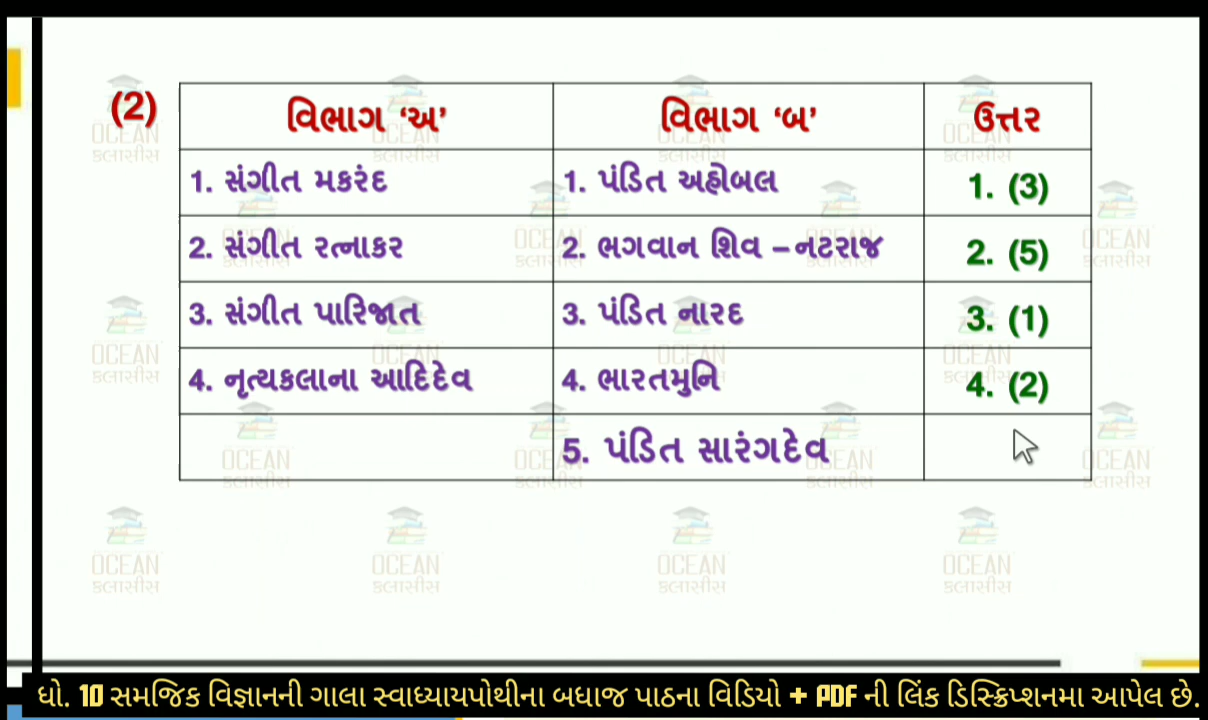 (2) વિભાગ ‘અ’ વિભાગ ‘બ’ ઉત્તર
1. સંગીત મકરંદ 1. પંડિત અહોબલ 1. (3)
2. સંગીત રત્નાકર 2. ભગવાન શિવ – નટરાજ 2. (5)
3. સંગીત પારિજાત 3. પંડિત નારદ 3. (1)
4. નૃત્યકલાના આદિદેવ 4. ભારતમુનિ 4. (2)
5. પંડિત સારંગદેવ
OCEAN
ક્લાસીસ
ધો. 10 સમજિક વિજ્ઞાનની ગાલા સ્વાધ્યાયપોથીના બધાજ પાઠના વિડિયો + PDF ની લિંક ડિસ્ક્રિપ્શનમા આપેલ છે.